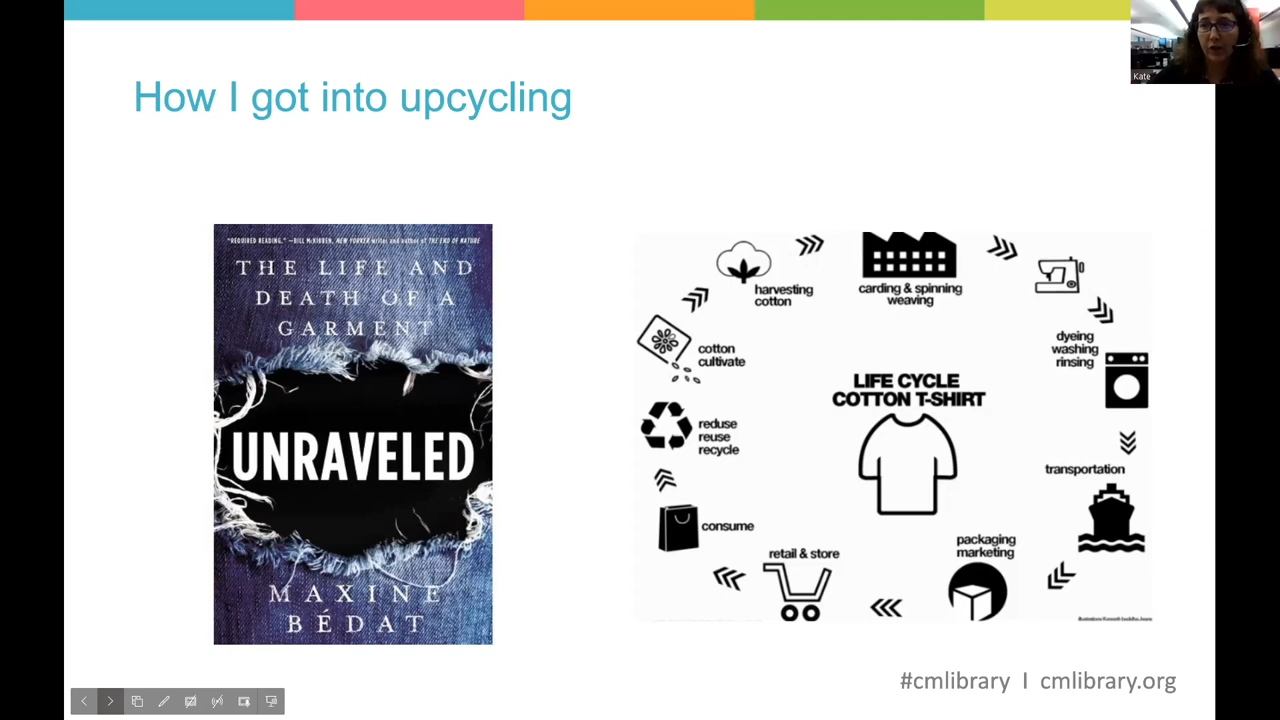 Kate
How I got into upcycling
"REQUIRED READING." —BILL McKIBBEN, NEW YORKER writer and author of THE END OF NATURE
THE LIFE AND
DEATH OF A
GARMENT
UNRAVELED
MAXINE
BÉDAT
harvesting
cotton
carding & spinning
weaving
dyeing
washing
rinsing
cotton
cultivate
LIFE CYCLE
COTTON T-SHIRT
reduse
reuse
recycle
transportation
consume
retail & store
packaging
marketing
#cmlibrary I cmlibrary.org